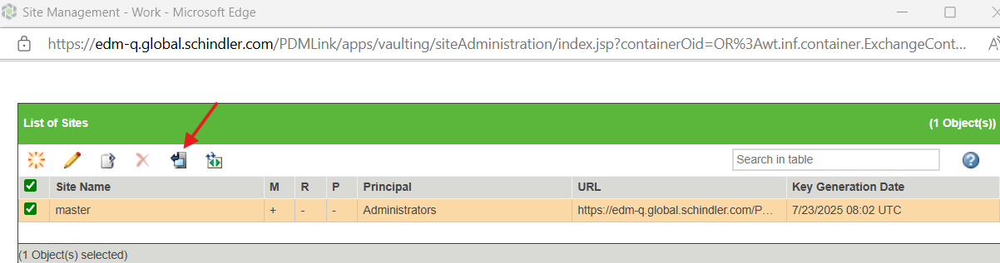 Site Management - Work - Microsoft Edge
https://edm-q.global.schindler.com/PDMLink/apps/vaulting/siteAdministration/index.jsp?containerOid=OR%3Awt.inf.container.ExchangeCont...
List of Sites (1 Object(s))
Search in table ?
Site Name M R P Principal URL Key Generation Date
master + - - Administrators https://edm-q.global.schindler.com/P... 7/23/2025 08:02 UTC
(1 Object(s) selected)